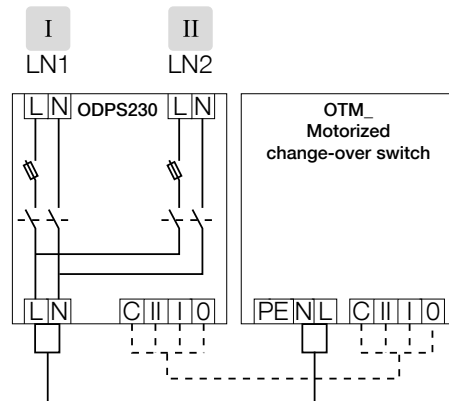 I II
LN1 LN2
L N ODPS230 L N
OTM_
Motorized
change-over switch
L N C II I 0
PE N L C II I 0